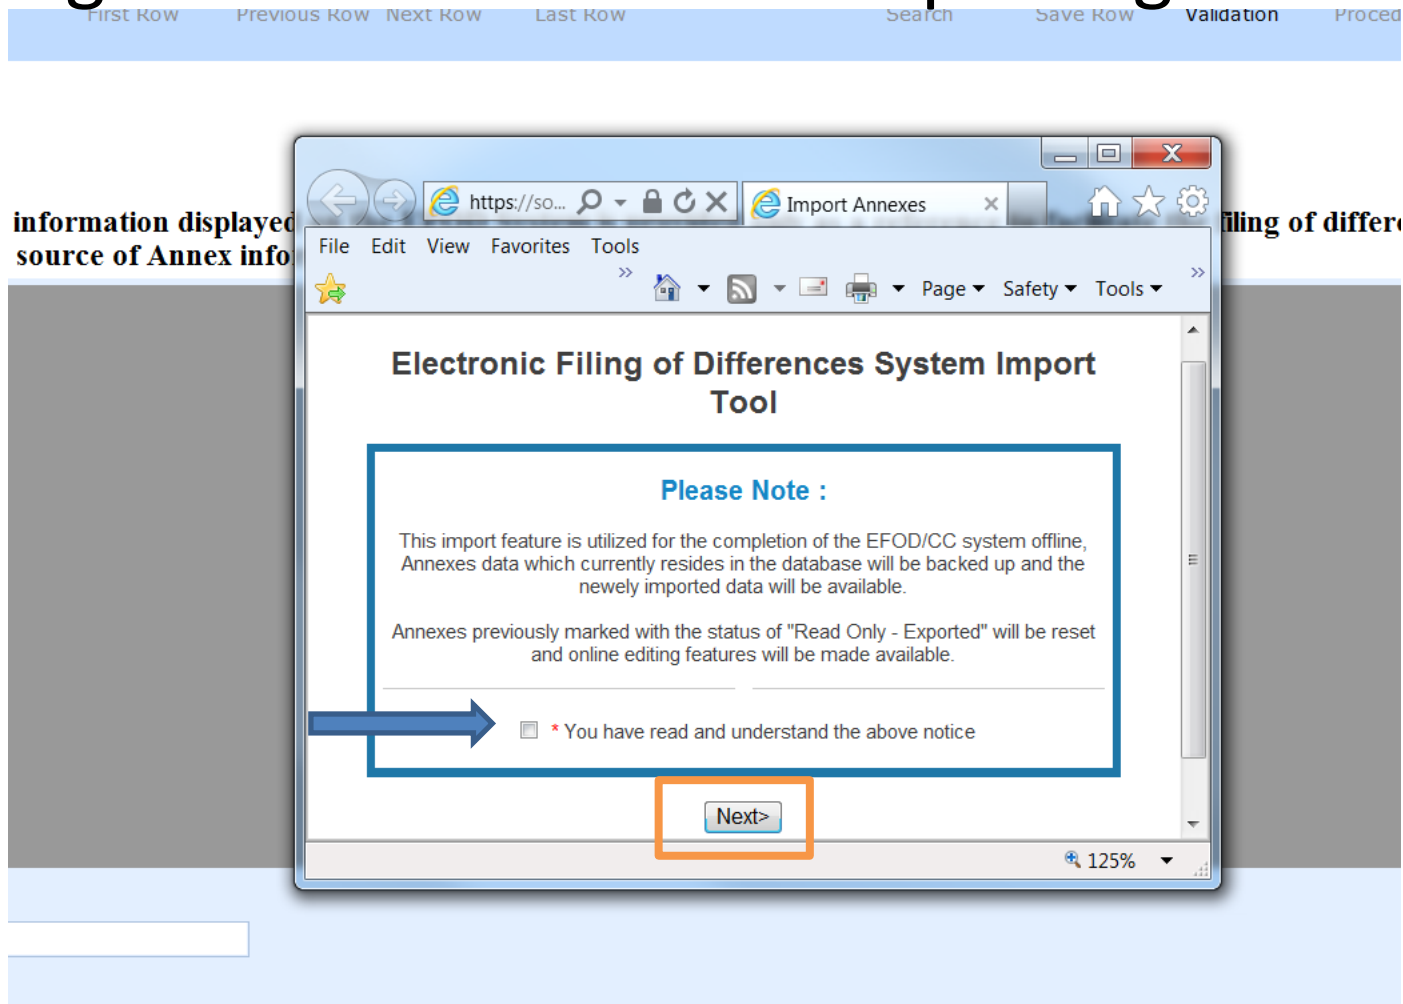 First Row Previous Row Next Row Last Row Search Save Row Validation
information displayed filing of
source of Annex
https://so... Import Annexes
File Edit View Favorites Tools
Page Safety Tools
Electronic Filing of Differences System Import
Tool
Please Note :
This import feature is utilized for the completion of the EFOD/CC system offline,
Annexes data which currently resides in the database will be backed up and the
newly imported data will be available.
Annexes previously marked with the status of "Read Only - Exported" will be reset
and online editing features will be made available.
* You have read and understand the above notice
Next>
125%